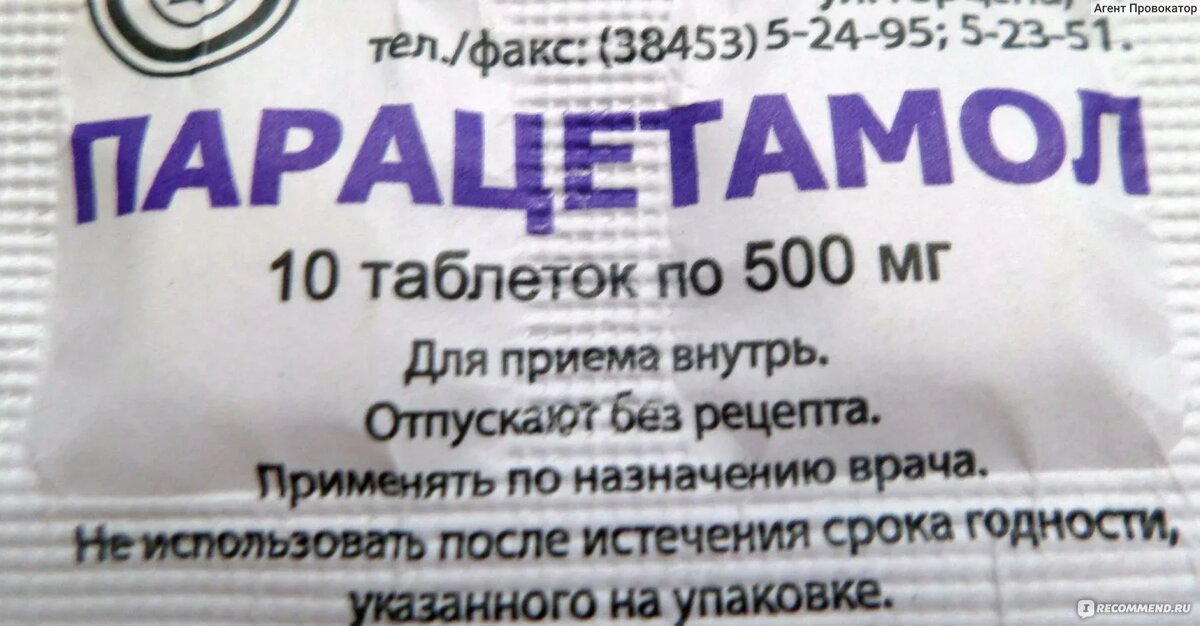 Агент Провокатор
тел./факс: (38453) 5-24-95; 5-23-51.
ПАРАЦЕТАМОЛ
10 таблеток по 500 мг
Для приема внутрь.
Отпускают без рецепта.
Применять по назначению врача.
Не использовать после истечения срока годности,
указанного на упаковке.
IRECOMMEND.RU